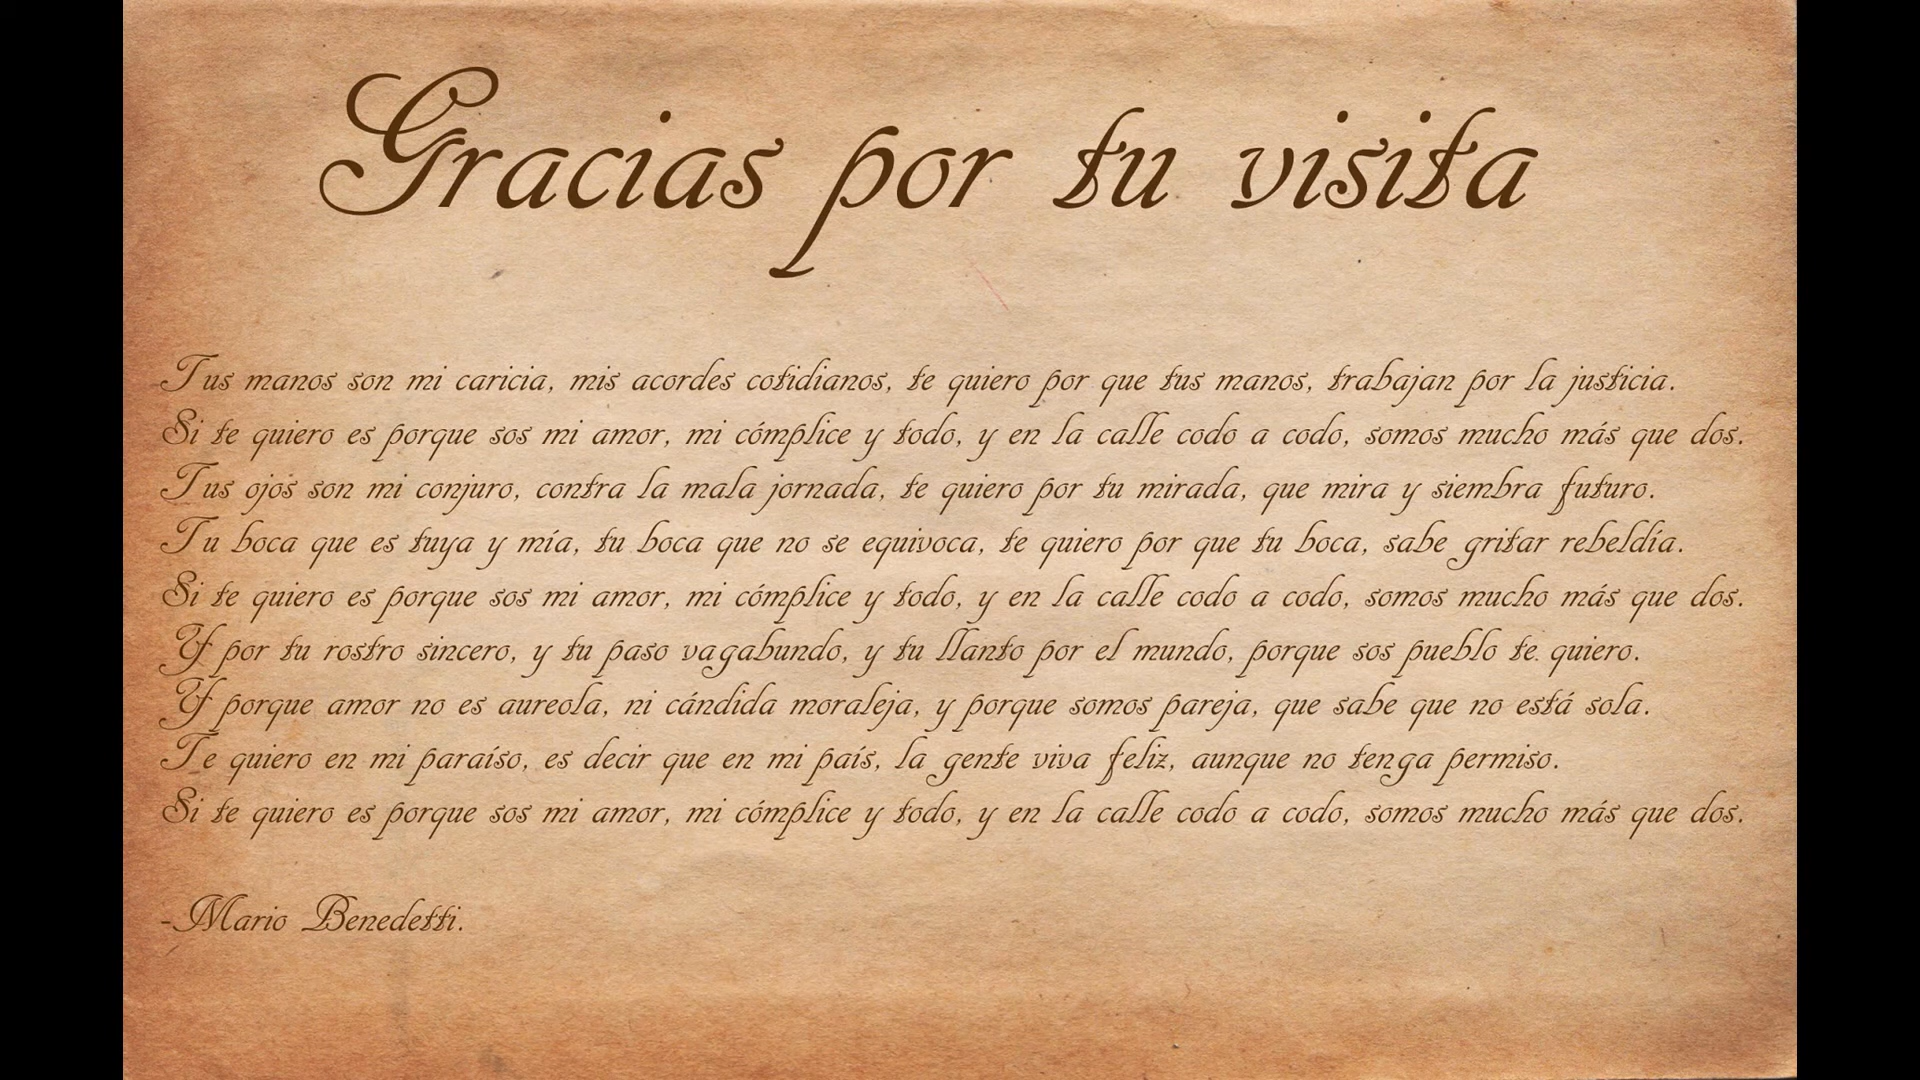 Gracias por tu visita
Tus manos son mi caricia, mis acordes cotidianos, te quiero por que tus manos, trabajan por la justicia.
Si te quiero es porque sos mi amor, mi cómplice y todo, y en la calle codo a codo, somos mucho más que dos.
Tus ojos son mi conjuro, contra la mala jornada, te quiero por tu mirada, que mira y siembra futuro.
Tu boca que es tuya y mía, tu boca que no se equivoca, te quiero por que tu boca, sabe gritar rebeldía.
Si te quiero es porque sos mi amor, mi cómplice y todo, y en la calle codo a codo, somos mucho más que dos.
Y por tu rostro sincero, y tu paso vagabundo, y tu llanto por el mundo, porque sos pueblo te quiero.
Y porque amor no es aureola, ni cándida moraleja, y porque somos pareja, que sabe que no está sola.
Te quiero en mi paraíso, es decir que en mi país, la gente viva feliz, aunque no tenga permiso.
Si te quiero es porque sos mi amor, mi cómplice y todo, y en la calle codo a codo, somos mucho más que dos.
-Mario Benedetti.